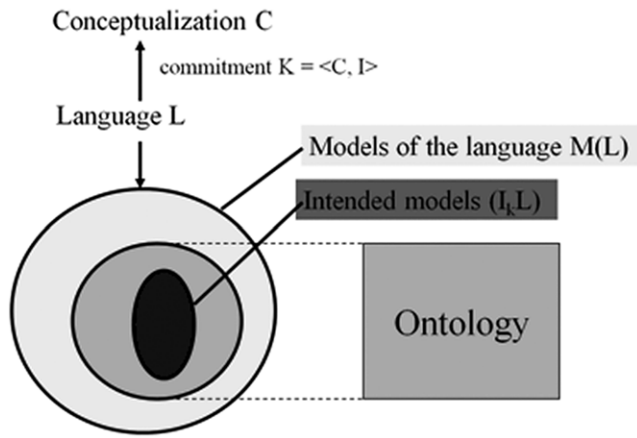 Conceptualization C
commitment K = <C, I>
Language L
Models of the language M(L)
Intended models (IkL)
Ontology